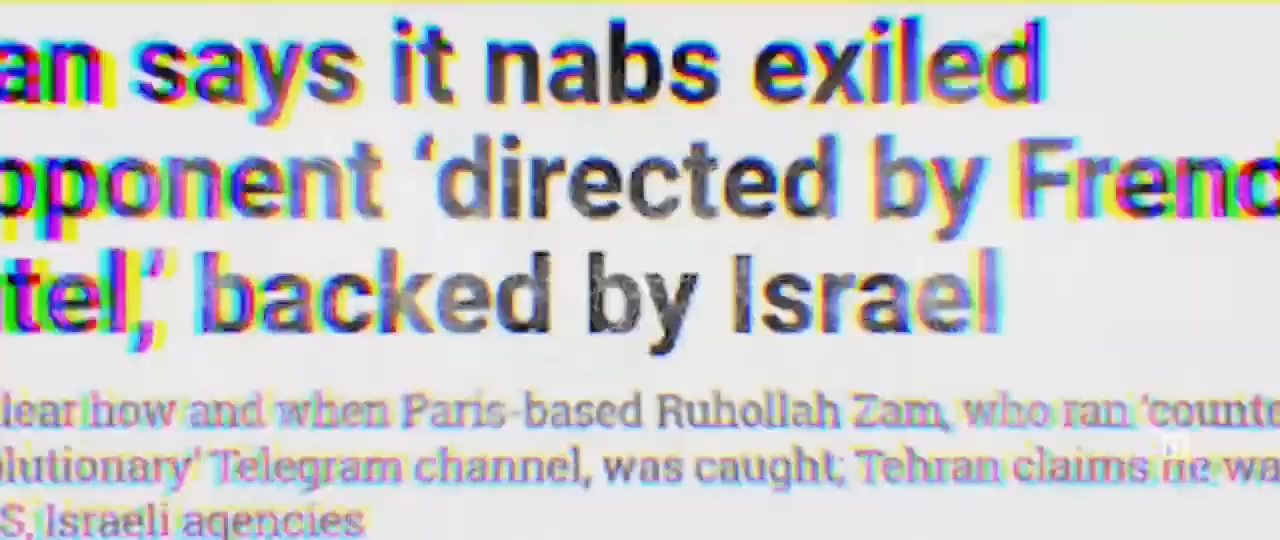 an says it nabs exiled
pponent ‘directed by Frenc
tel,’ backed by Israel
lear how and when Paris-based Ruhollah Zam, who ran ‘counte
olutionary’ Telegram channel, was caught; Tehran claims he wa
S, Israeli agencies